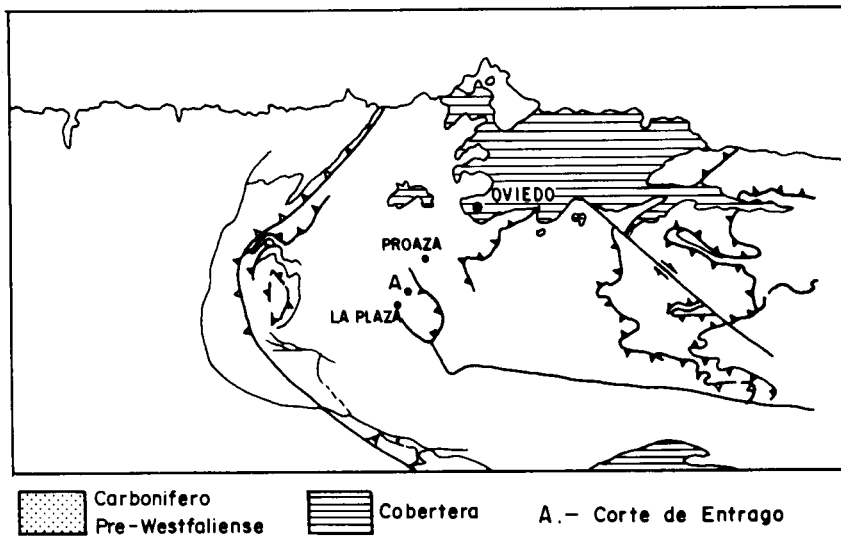 OVIEDO
PROAZA
A
LA PLAZA
Carbonifero
Pre-Westfaliense
Cobertera
A.- Corte de Entrago